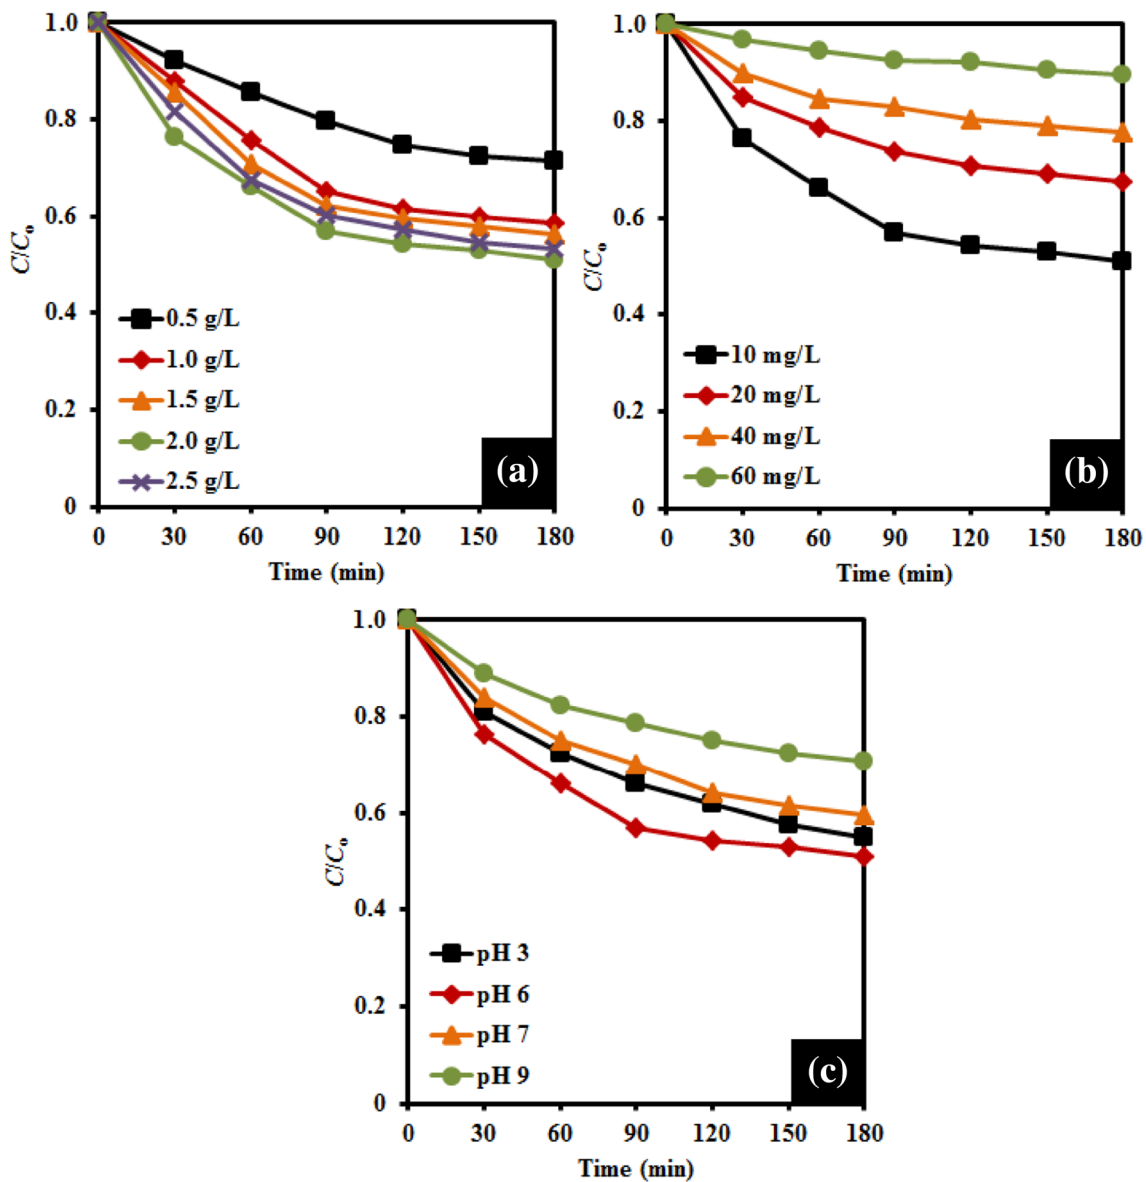 1.0
0.8
0.6
0.4
0.2
0
C/Co
0.5 g/L
1.0 g/L
1.5 g/L
2.0 g/L
2.5 g/L
(a)
0 30 60 90 120 150 180
Time (min)
1.0
0.8
0.6
0.4
0.2
0
C/Co
10 mg/L
20 mg/L
40 mg/L
60 mg/L
(b)
0 30 60 90 120 150 180
Time (min)
1.0
0.8
0.6
0.4
0.2
0
C/Co
pH 3
pH 6
pH 7
pH 9
(c)
0 30 60 90 120 150 180
Time (min)